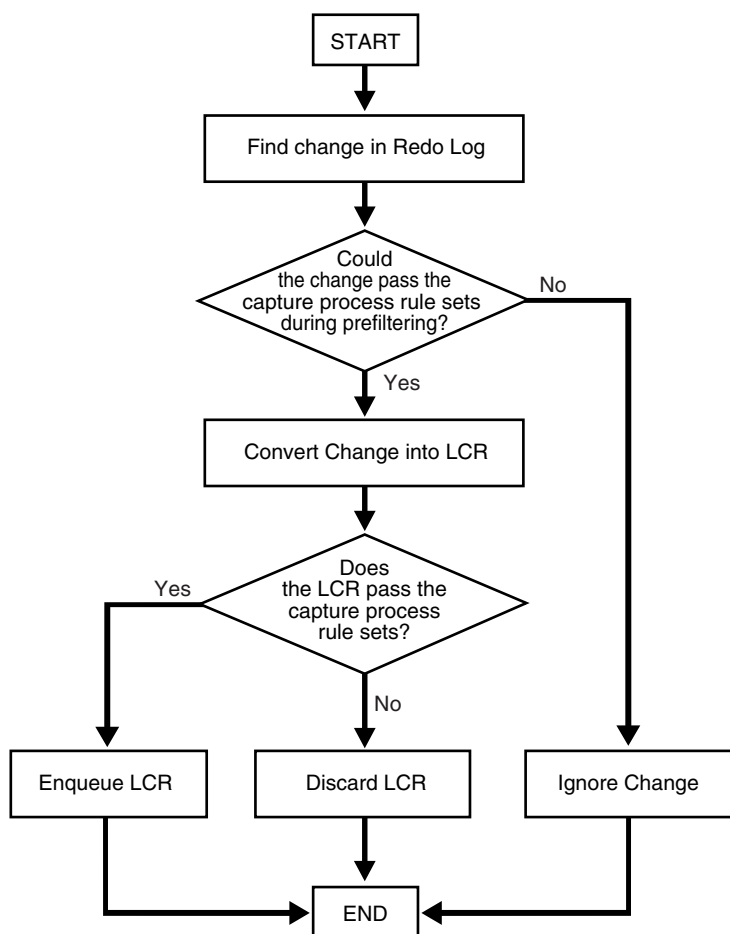 START
Find change in Redo Log
Could
the change pass the
capture process rule sets
during prefiltering?
No
Yes
Convert Change into LCR
Does
the LCR pass the
capture process
rule sets?
Yes
No
Enqueue LCR
Discard LCR
Ignore Change
END